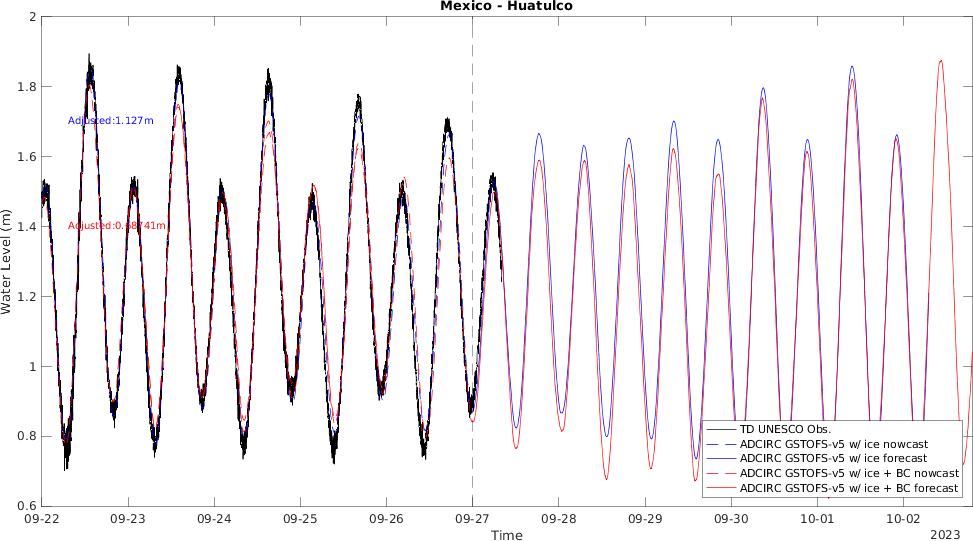 Mexico - Huatulco
2
1.8
1.6
1.4
1.2
1
0.8
0.6
Water Level (m)
Adjusted:1.127m
Adjusted:0.68741m
TD UNESCO Obs.
ADCIRC GSTOFS-v5 w/ ice nowcast
ADCIRC GSTOFS-v5 w/ ice forecast
ADCIRC GSTOFS-v5 w/ ice + BC nowcast
ADCIRC GSTOFS-v5 w/ ice + BC forecast
09-22 09-23 09-24 09-25 09-26 09-27 09-28 09-29 09-30 10-01 10-02
Time
2023